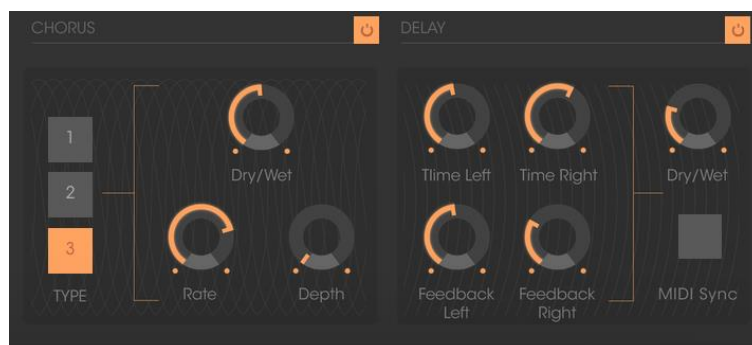 CHORUS
DELAY
1
2
3
TYPE
Dry/Wet
Rate
Depth
TIime Left
Time Right
Dry/Wet
Feedback
Left
Feedback
Right
MIDI Sync